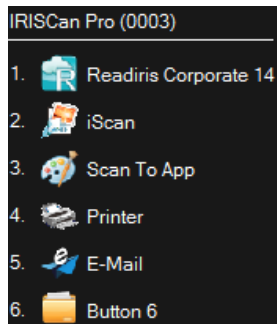 IRISCan Pro (0003)
1. Readiris Corporate 14
2. iScan
3. Scan To App
4. Printer
5. E-Mail
6. Button 6